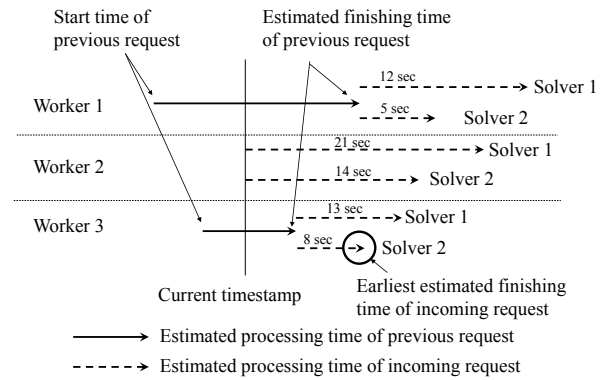 Start time of
previous request
Estimated finishing time
of previous request
12 sec
Solver 1
Worker 1
5 sec
Solver 2
21 sec
Solver 1
Worker 2
14 sec
Solver 2
13 sec
Solver 1
Worker 3
8 sec
Solver 2
Earliest estimated finishing
time of incoming request
Current timestamp
Estimated processing time of previous request
Estimated processing time of incoming request